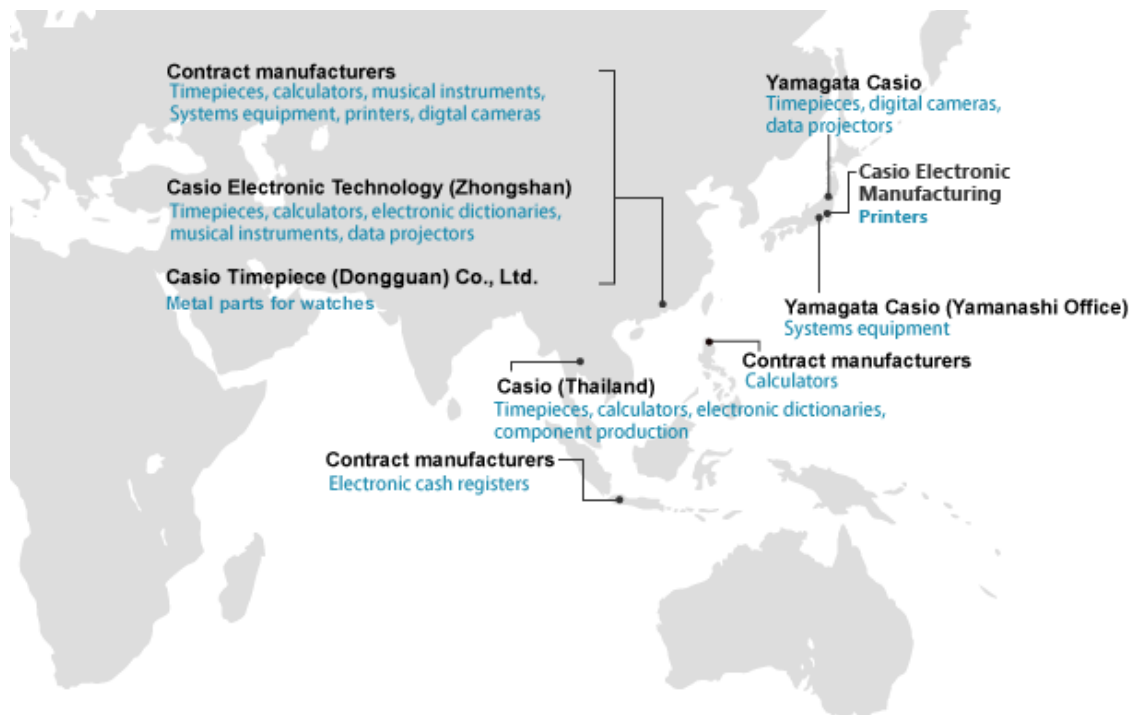 Contract manufacturers
Timepieces, calculators, musical instruments,
Systems equipment, printers, digtal cameras
Casio Electronic Technology (Zhongshan)
Timepieces, calculators, electronic dictionaries,
musical instruments, data projectors
Casio Timepiece (Dongguan) Co., Ltd.
Metal parts for watches
Yamagata Casio
Timepieces, digital cameras,
data projectors
Casio Electronic
Manufacturing
Printers
Yamagata Casio (Yamanashi Office)
Systems equipment
Contract manufacturers
Calculators
Casio (Thailand)
Timepieces, calculators, electronic dictionaries,
component production
Contract manufacturers
Electronic cash registers